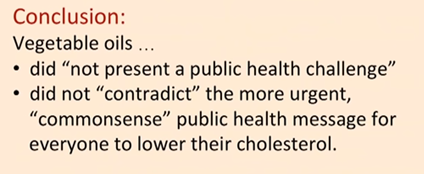 Conclusion:
Vegetable oils …
• did “not present a public health challenge”
• did not “contradict” the more urgent,
“commonsense” public health message for
everyone to lower their cholesterol.